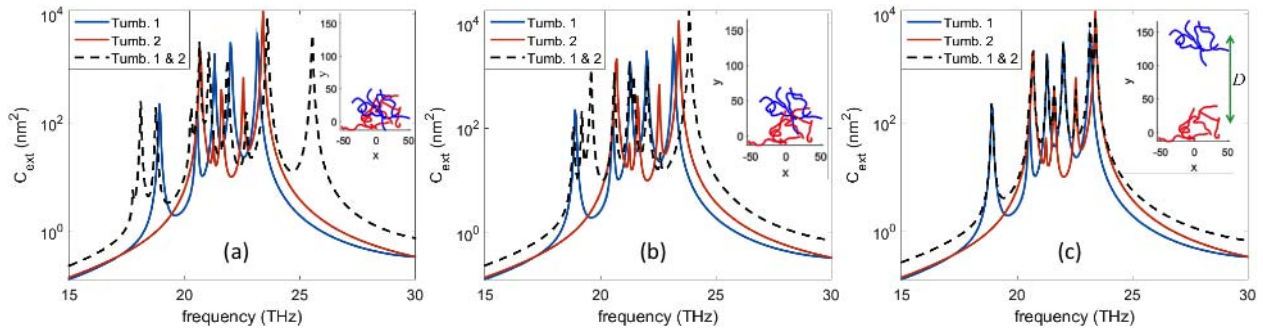 Tumb. 1
Tumb. 2
Tumb. 1 & 2
10^4
10^2
10^0
C_ext (nm^2)
15 20 25 30
frequency (THz)
(a)
150
100
50
0
y
-50 0 50
x
Tumb. 1
Tumb. 2
Tumb. 1 & 2
10^4
10^2
10^0
C_ext (nm^2)
15 20 25 30
frequency (THz)
(b)
150
100
50
0
y
-50 0 50
x
Tumb. 1
Tumb. 2
Tumb. 1 & 2
10^4
10^2
10^0
C_ext (nm^2)
15 20 25 30
frequency (THz)
(c)
150
100
50
0
y
-50 0 50
x
D